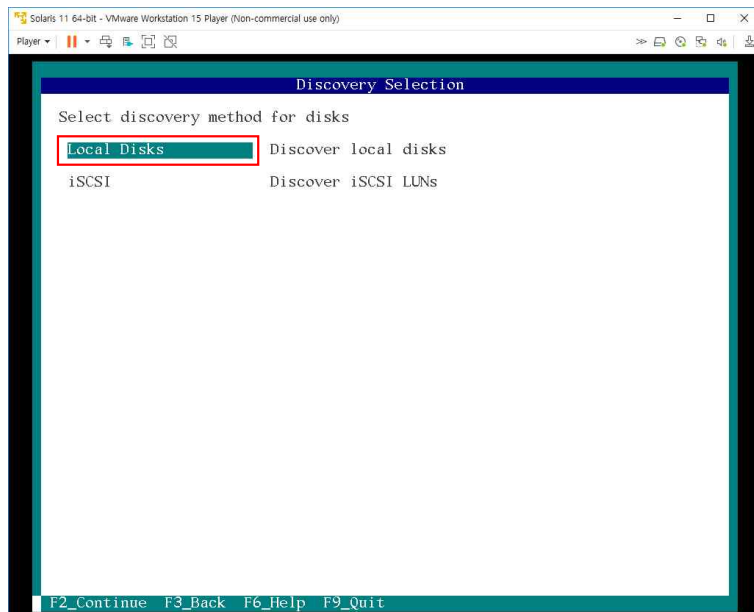 Solaris 11 64-bit - VMware Workstation 15 Player (Non-commercial use only)
Player
Discovery Selection
Select discovery method for disks
Local Disks Discover local disks
iSCSI Discover iSCSI LUNs
F2_Continue F3_Back F6_Help F9_Quit